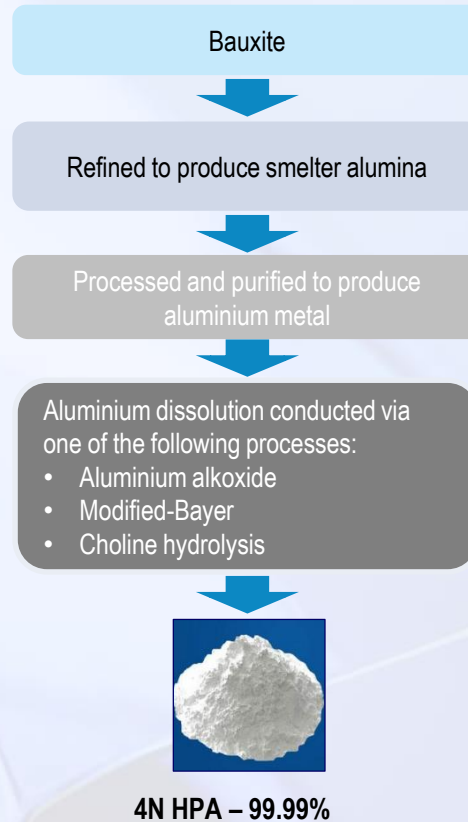 Bauxite
Refined to produce smelter alumina
Processed and purified to produce
aluminium metal
Aluminium dissolution conducted via
one of the following processes:
• Aluminium alkoxide
• Modified-Bayer
• Choline hydrolysis
4N HPA – 99.99%